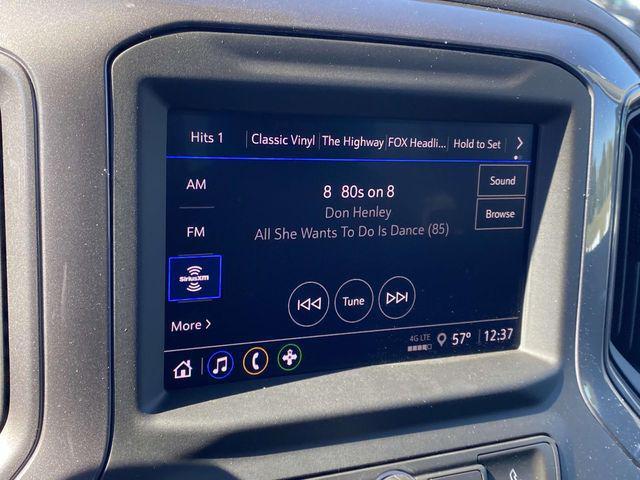 Hits 1 Classic Vinyl The Highway FOX Headli... Hold to Set
AM
8 80s on 8
Sound
Don Henley
Browse
FM
All She Wants To Do Is Dance (85)
SiriusXM
Tune
More
4G LTE
57° 12:37